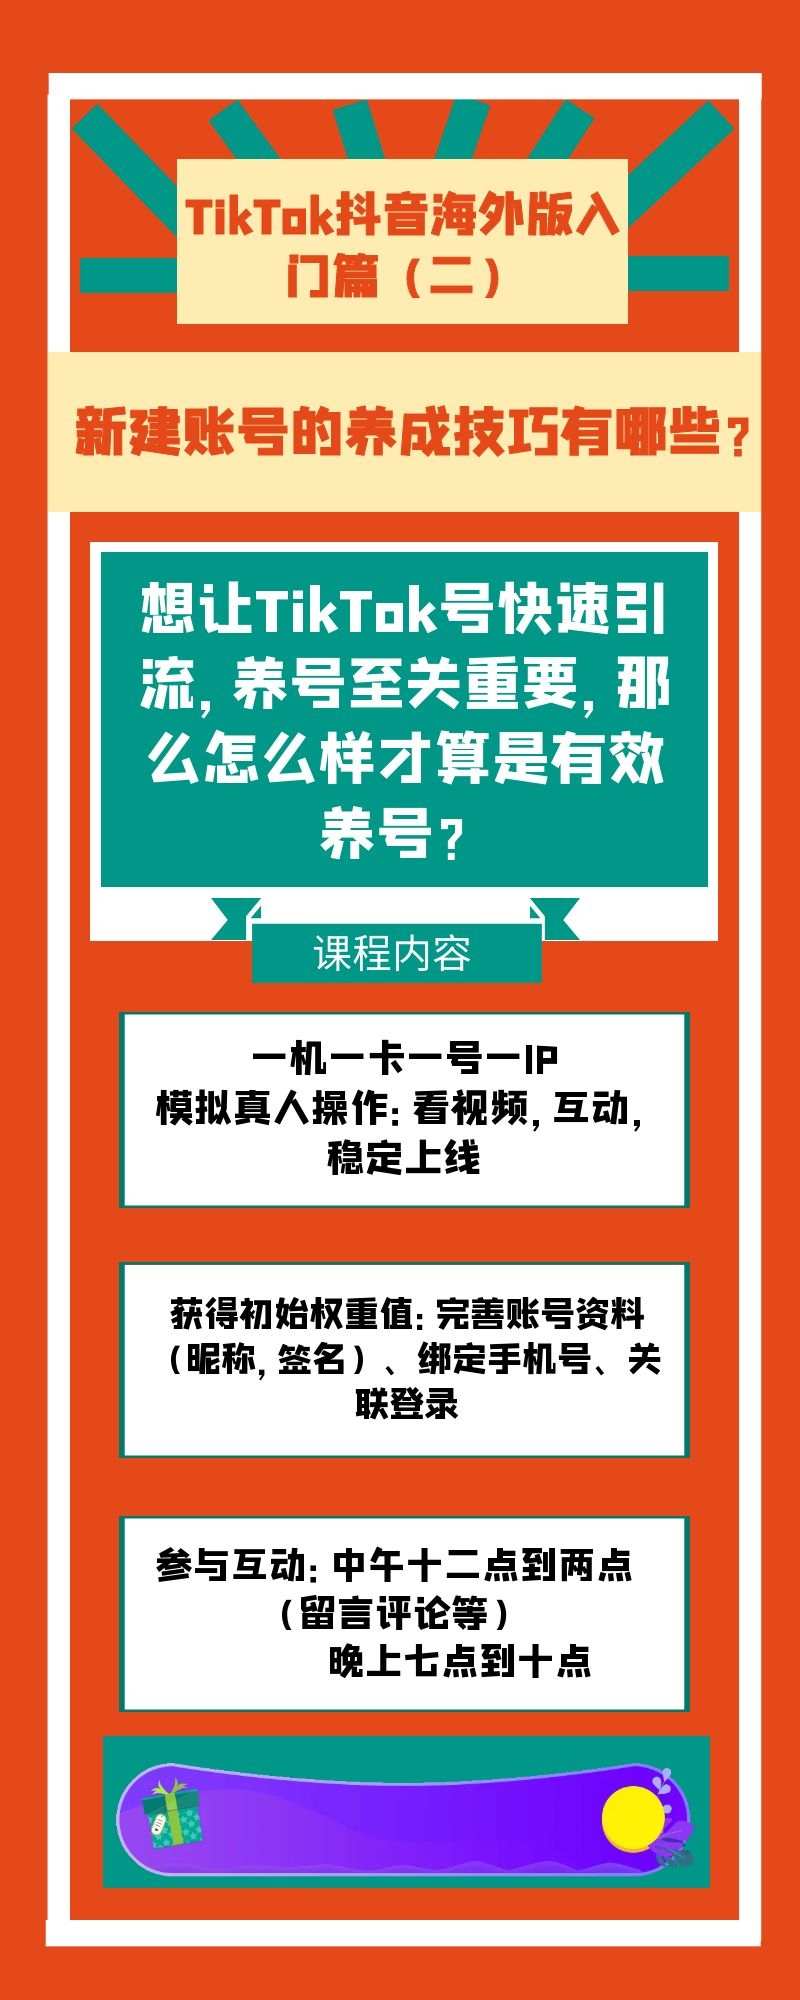 TikTok抖音海外版入
门篇（二）
新建账号的养成技巧有哪些？
想让TikTok号快速引
流，养号至关重要，那
么怎么样才算是有效
养号？
课程内容
一机一卡一号一IP
模拟真人操作：看视频，互动，
稳定上线
获得初始权重值：完善账号资料
（昵称，签名）、绑定手机号、关
联登录
参与互动：中午十二点到两点
（留言评论等）
晚上七点到十点